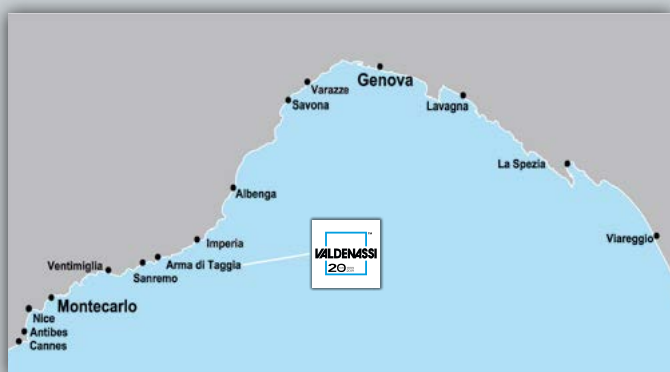 Genova
Varazze
Savona
Lavagna
La Spezia
Albenga
Imperia
Viareggio
VALDENASSI
20
Arma di Taggia
Ventimiglia
Sanremo
Montecarlo
Nice
Antibes
Cannes